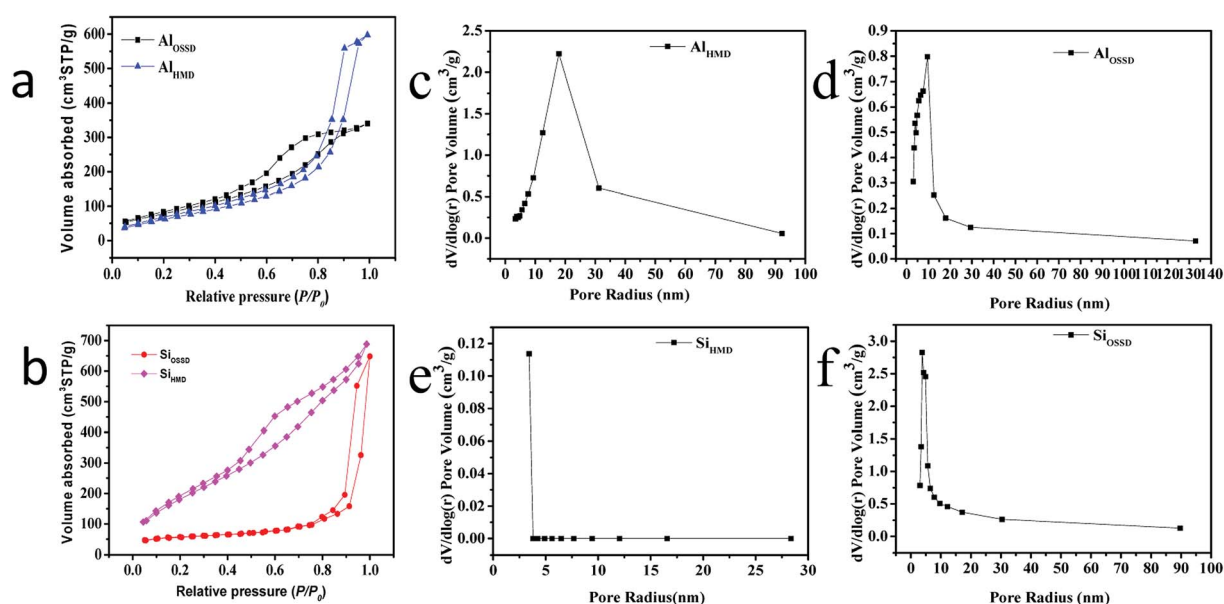 a
Volume absorbed (cm³STP/g)
600
500
400
300
200
100
0
Al_OSSD
Al_HMD
0.0 0.2 0.4 0.6 0.8 1.0
Relative pressure (P/P₀)
c
dV/dlog(r) Pore Volume (cm³/g)
2.5
2.0
1.5
1.0
0.5
0.0
Al_HMD
0 10 20 30 40 50 60 70 80 90 100
Pore Radius (nm)
d
dV/dlog(r) Pore Volume (cm³/g)
0.9
0.8
0.7
0.6
0.5
0.4
0.3
0.2
0.1
0.0
Al_OSSD
0 10 20 30 40 50 60 70 80 90 100 110 120 130 140
Pore Radius (nm)
b
Volume absorbed (cm³STP/g)
700
600
500
400
300
200
100
0
Si_OSSD
Si_HMD
0.0 0.2 0.4 0.6 0.8 1.0
Relative pressure (P/P₀)
e
dV/dlog(r) Pore Volume (cm³/g)
0.12
0.10
0.08
0.06
0.04
0.02
0.00
Si_HMD
0 5 10 15 20 25 30
Pore Radius(nm)
f
dV/dlog(r) Pore Volume (cm³/g)
3.0
2.5
2.0
1.5
1.0
0.5
0.0
Si_OSSD
0 10 20 30 40 50 60 70 80 90 100
Pore Radius (nm)